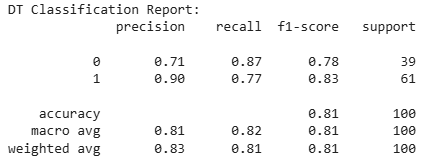 DT Classification Report:
precision recall f1-score support
0 0.71 0.87 0.78 39
1 0.90 0.77 0.83 61
accuracy 0.81 100
macro avg 0.81 0.82 0.81 100
weighted avg 0.83 0.81 0.81 100